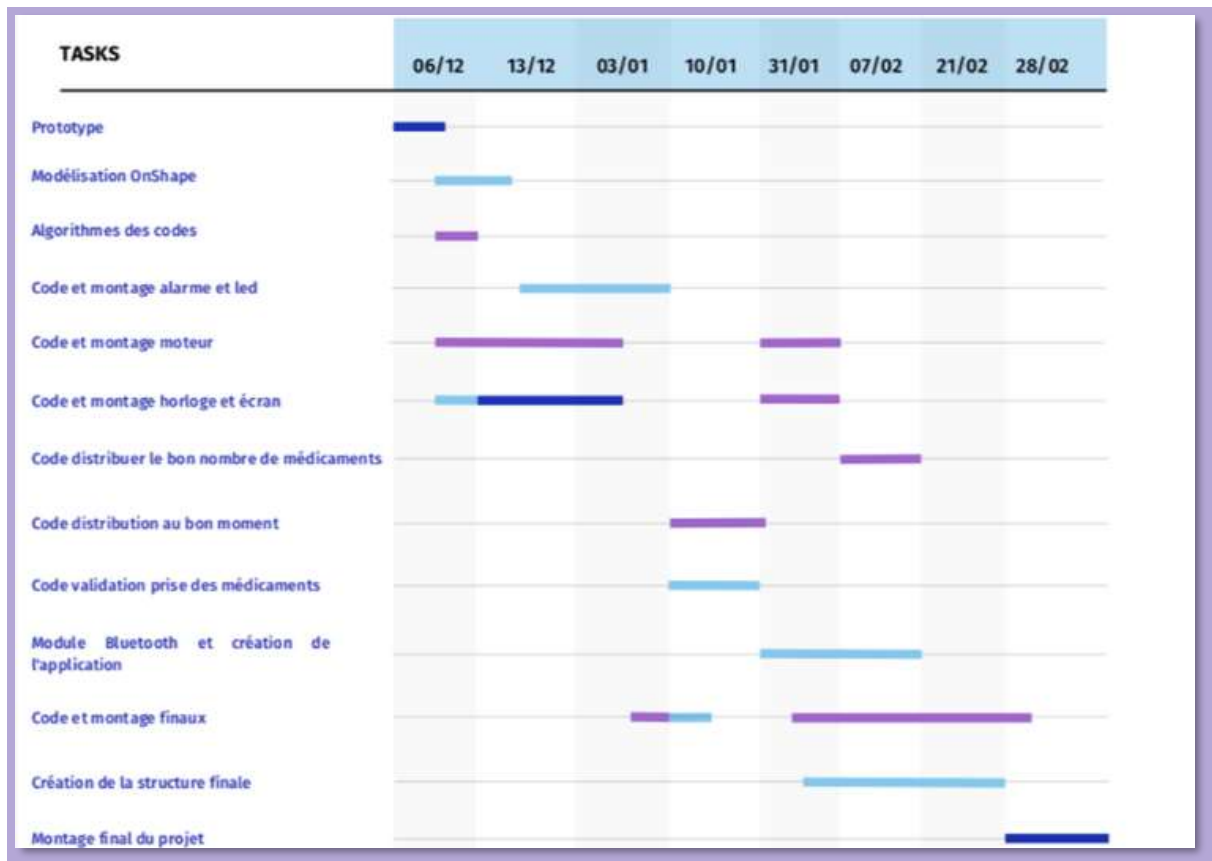 TASKS
06/12 13/12 03/01 10/01 31/01 07/02 21/02 28/02
Prototype
Modélisation OnShape
Algorithmes des codes
Code et montage alarme et led
Code et montage moteur
Code et montage horloge et écran
Code distribuer le bon nombre de médicaments
Code distribution au bon moment
Code validation prise des médicaments
Module Bluetooth et création de
l'application
Code et montage finaux
Création de la structure finale
Montage final du projet